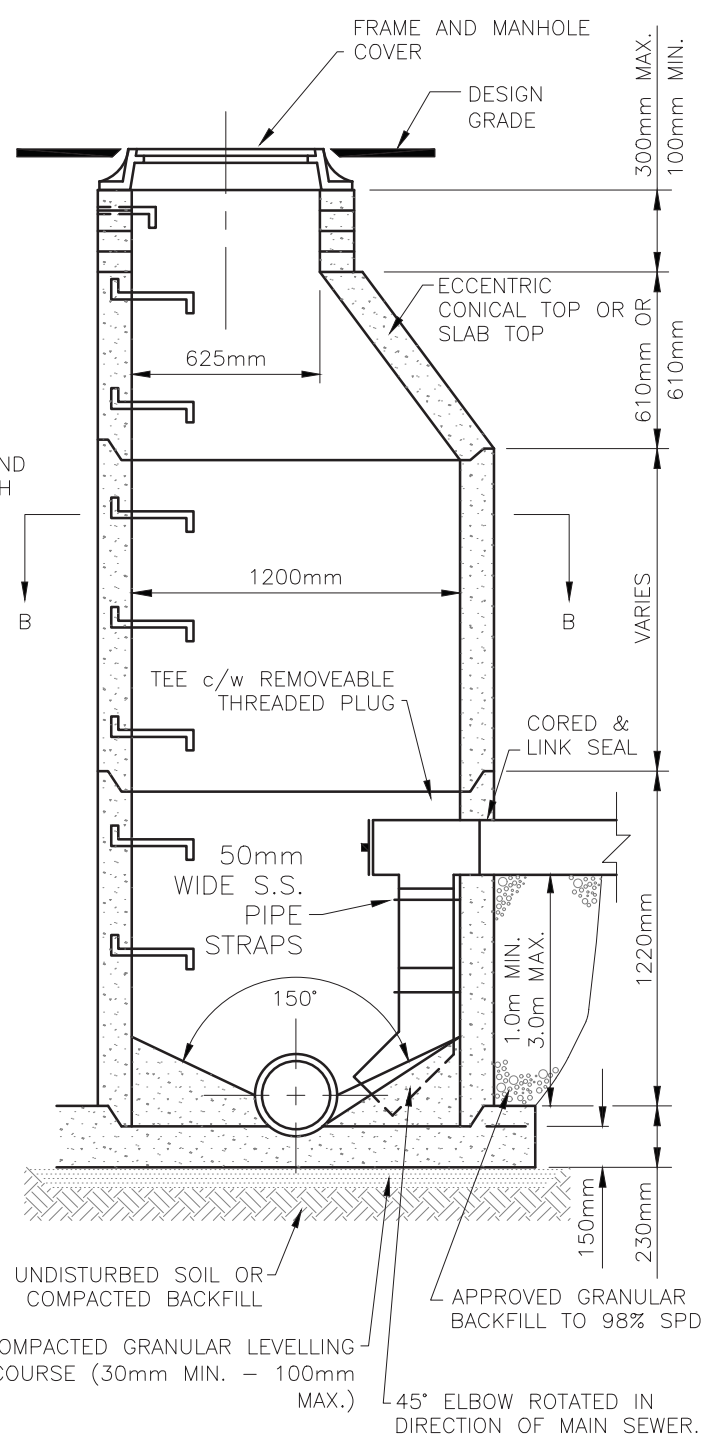 FRAME AND MANHOLE
COVER
DESIGN
GRADE
300mm MAX.
100mm MIN.
ECCENTRIC
CONICAL TOP OR
SLAB TOP
610mm OR
610mm
625mm
B
B
1200mm
VARIES
TEE c/w REMOVEABLE
THREADED PLUG
CORED &
LINK SEAL
50mm
WIDE S.S.
PIPE
STRAPS
150°
1.0m MIN.
3.0m MAX.
1220mm
150mm
230mm
UNDISTURBED SOIL OR
COMPACTED BACKFILL
APPROVED GRANULAR
BACKFILL TO 98% SPD
OMPACTED GRANULAR LEVELLING
COURSE (30mm MIN. – 100mm
MAX.)
45° ELBOW ROTATED IN
DIRECTION OF MAIN SEWER.